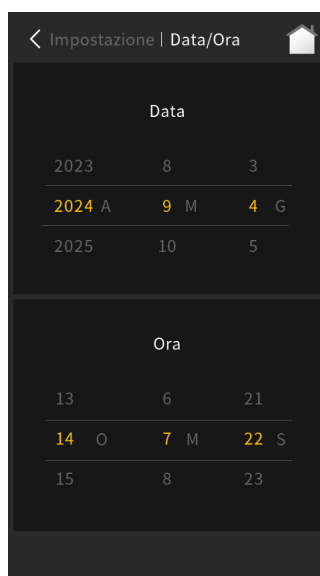 Impostazione | Data/Ora
Data
2023 8 3
2024 A 9 M 4 G
2025 10 5
Ora
13 6 21
14 O 7 M 22 S
15 8 23